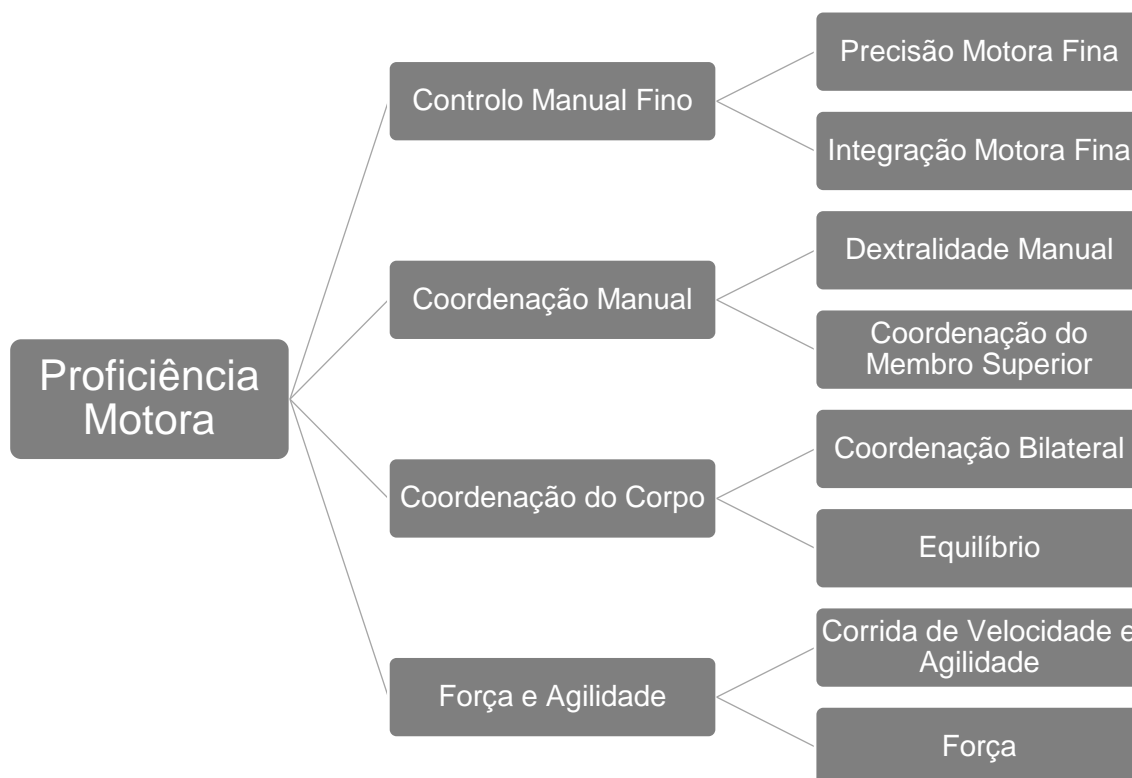 Proficiência
Motora
Controlo Manual Fino
Precisão Motora Fina
Integração Motora Fina
Coordenação Manual
Dextralidade Manual
Coordenação do
Membro Superior
Coordenação do Corpo
Coordenação Bilateral
Equilíbrio
Força e Agilidade
Corrida de Velocidade e
Agilidade
Força